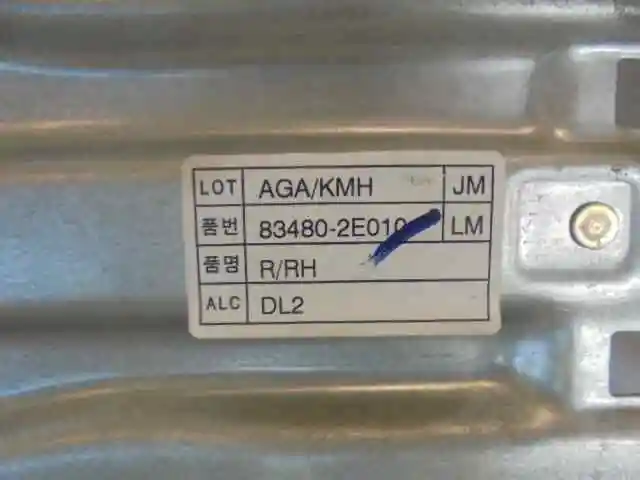 LOT AGA/KMH JM
품번 83480-2E010 LM
품명 R/RH
ALC DL2